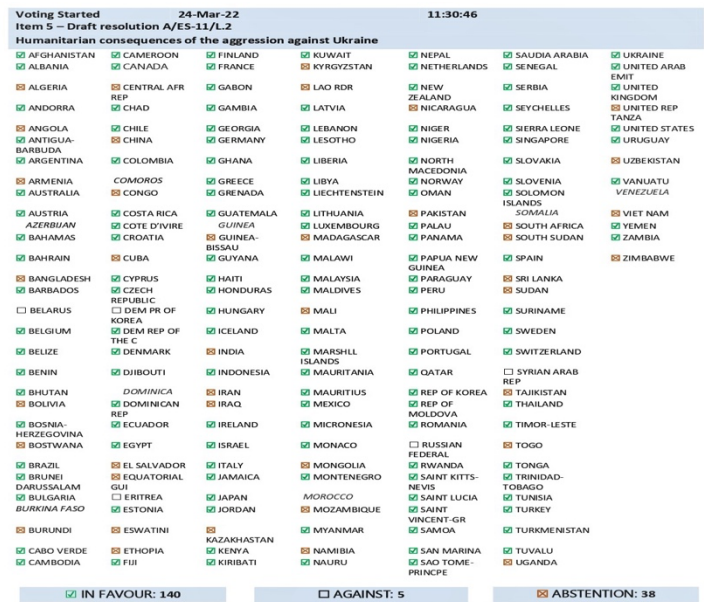 Voting Started 24-Mar-22 11:30:46
Item 5 – Draft resolution A/ES-11/L.2
Humanitarian consequences of the aggression against Ukraine
AFGHANISTAN
ALBANIA
ALGERIA
ANDORRA
ANGOLA
ANTIGUA-
BARBUDA
ARGENTINA
ARMENIA
AUSTRALIA
AUSTRIA
AZERBIJAN
BAHAMAS
BAHRAIN
BANGLADESH
BARBADOS
BELARUS
BELGIUM
BELIZE
BENIN
BHUTAN
BOLIVIA
BOSNIA-
HERZEGOVINA
BOSTWANA
BRAZIL
BRUNEI
DARUSSALAM
BULGARIA
BURKINA FASO
BURUNDI
CABO VERDE
CAMBODIA
CAMEROON
CANADA
CENTRAL AFR
REP
CHAD
CHILE
CHINA
COLOMBIA
COMOROS
CONGO
COSTA RICA
COTE D'IVIRE
CROATIA
CUBA
CYPRUS
CZECH
REPUBLIC
DEM PR OF
KOREA
DEM REP OF
THE C
DENMARK
DJIBOUTI
DOMINICA
DOMINICAN
REP
ECUADOR
EGYPT
EL SALVADOR
EQUATORIAL
GUI
ERITREA
ESTONIA
ESWATINI
ETHOPIA
FIJI
FINLAND
FRANCE
GABON
GAMBIA
GEORGIA
GERMANY
GHANA
GREECE
GRENADA
GUATEMALA
GUINEA
GUINEA-
BISSAU
GUYANA
HAITI
HONDURAS
HUNGARY
ICELAND
INDIA
INDONESIA
IRAN
IRAQ
IRELAND
ISRAEL
ITALY
JAMAICA
JAPAN
JORDAN
KAZAKHASTAN
KENYA
KIRIBATI
KUWAIT
KYRGYZSTAN
LAO RDR
LATVIA
LEBANON
LESOTHO
LIBERIA
LIBYA
LIECHTENSTEIN
LITHUANIA
LUXEMBOURG
MADAGASCAR
MALAWI
MALAYSIA
MALDIVES
MALI
MALTA
MARSHLL
ISLANDS
MAURITANIA
MAURITIUS
MEXICO
MICRONESIA
MONACO
MONGOLIA
MONTENEGRO
MOROCCO
MOZAMBIQUE
MYANMAR
NAMIBIA
NAURU
NEPAL
NETHERLANDS
NEW
ZEALAND
NICARAGUA
NIGER
NIGERIA
NORTH
MACEDONIA
NORWAY
OMAN
PAKISTAN
PALAU
PANAMA
PAPUA NEW
GUINEA
PARAGUAY
PERU
PHILIPPINES
POLAND
PORTUGAL
QATAR
REP OF KOREA
REP OF
MOLDOVA
ROMANIA
RUSSIAN
FEDERAL
RWANDA
SAINT KITTS-
NEVIS
SAINT LUCIA
SAINT
VINCENT-GR
SAMOA
SAN MARINA
SAO TOME-
PRINCPE
SAUDIA ARABIA
SENEGAL
SERBIA
SEYCHELLES
SIERRA LEONE
SINGAPORE
SLOVAKIA
SLOVENIA
SOLOMON
ISLANDS
SOMALIA
SOUTH AFRICA
SOUTH SUDAN
SPAIN
SRI LANKA
SUDAN
SURINAME
SWEDEN
SWITZERLAND
SYRIAN ARAB
REP
TAJIKISTAN
THAILAND
TIMOR-LESTE
TOGO
TONGA
TRINIDAD-
TOBAGO
TUNISIA
TURKEY
TURKMENISTAN
TUVALU
UGANDA
UKRAINE
UNITED ARAB
EMIT
UNITED
KINGDOM
UNITED REP
TANZA
UNITED STATES
URUGUAY
UZBEKISTAN
VANUATU
VENEZUELA
VIET NAM
YEMEN
ZAMBIA
ZIMBABWE
IN FAVOUR: 140 AGAINST: 5 ABSTENTION: 38